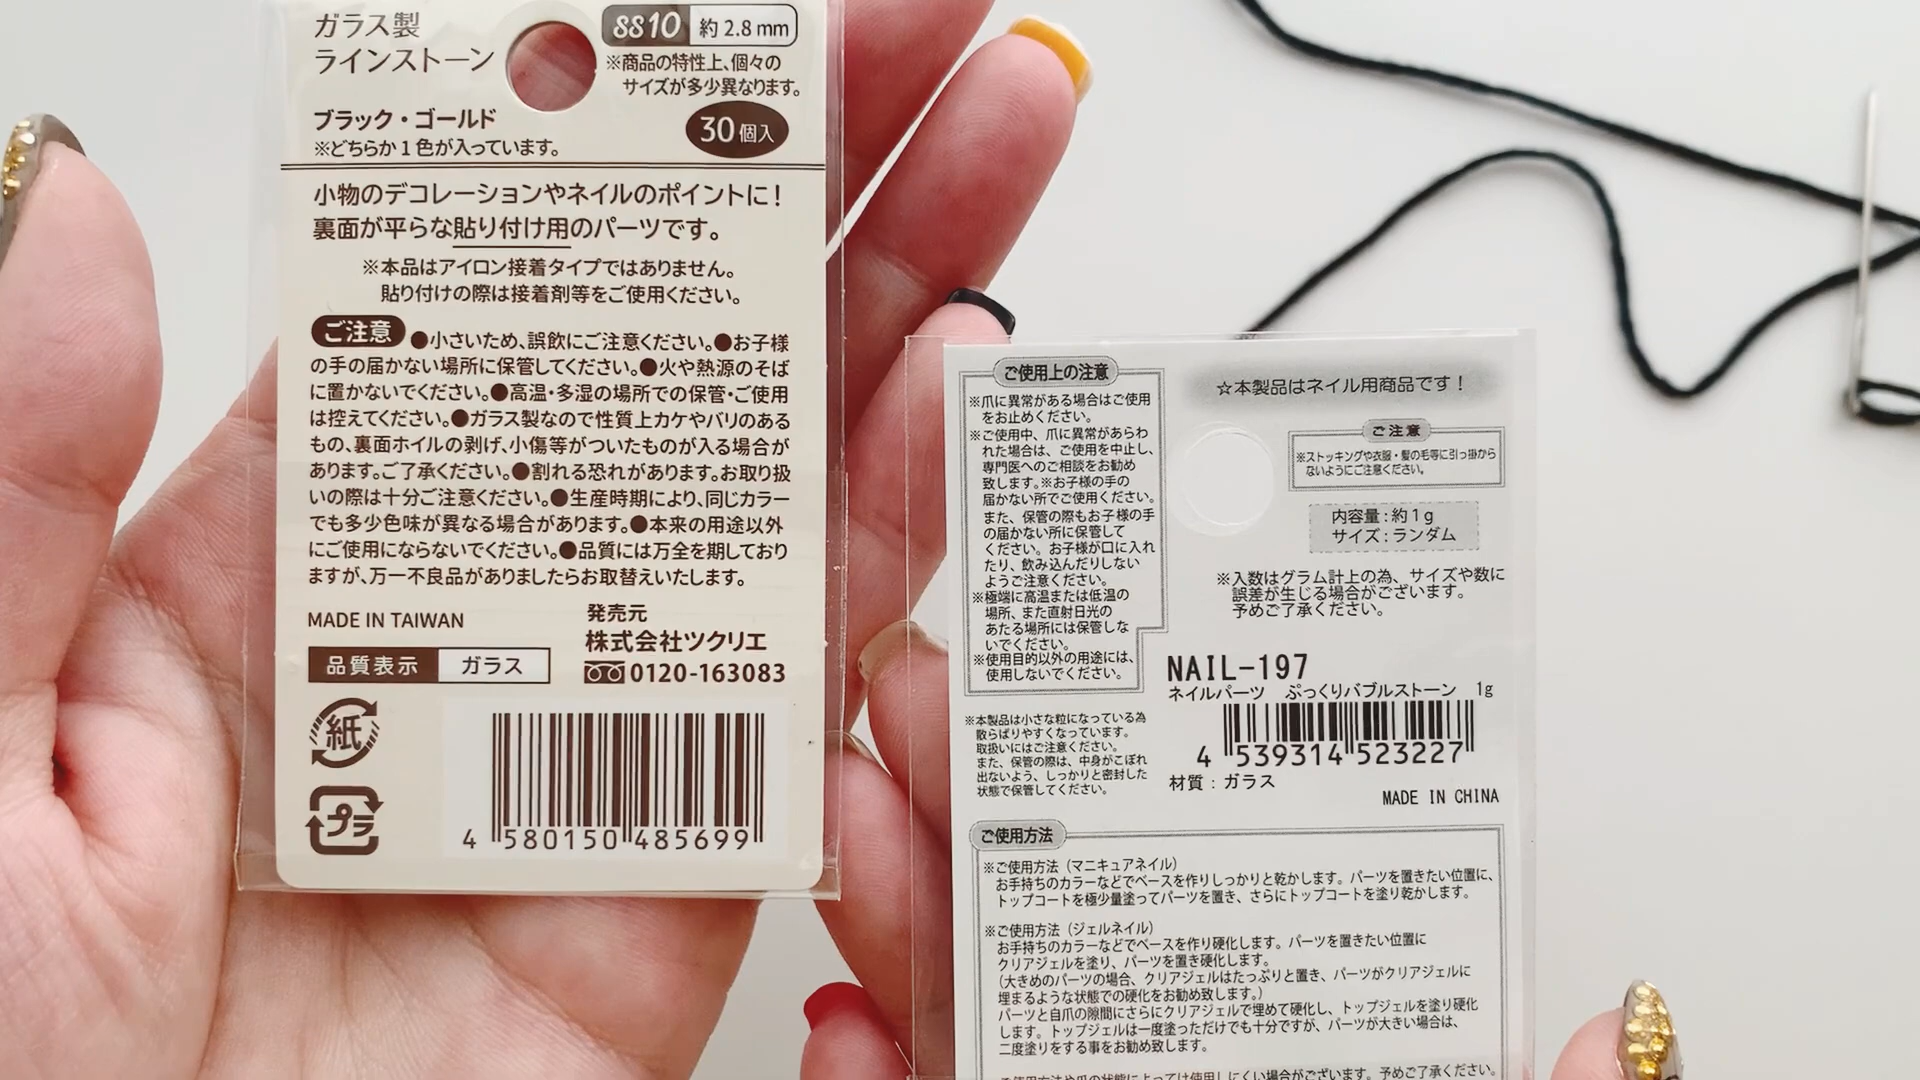 ガラス製
ラインストーン
SS10 約2.8mm
※商品の特性上、個々の
サイズが多少異なります。
ブラック・ゴールド
※どちらか1色が入っています。
30個入
小物のデコレーションやネイルのポイントに!
裏面が平らな貼り付け用のパーツです。
※本品はアイロン接着タイプではありません。
貼り付けの際は接着剤等をご使用ください。
ご注意 ●小さいため、誤飲にご注意ください。●お子様
の手の届かない場所に保管してください。●火や熱源のそば
に置かないでください。●高温・多湿の場所での保管・ご使用
は控えてください。●ガラス製なので性質上カケやバリのある
もの、裏面ホイルの剥げ、小傷等がついたものが入る場合が
あります。ご了承ください。●割れる恐れがあります。お取り扱
いの際は十分ご注意ください。●生産時期により、同じカラー
でも多少色味が異なる場合があります。●本来の用途以外
にご使用にならないでください。●品質には万全を期しており
ますが、万一不良品がありましたらお取替えいたします。
MADE IN TAIWAN
発売元
株式会社ツクリエ
0120-163083
品質表示 ガラス
紙
プラ
4 580150 485699
ご使用上の注意
※爪に異常がある場合はご使用
をお止めください。
※ご使用中、爪に異常があらわ
れた場合は、ご使用を中止し、
専門医へのご相談をお勧め
致します。※お子様の手の
届かない所でご使用ください。
また、保管の際もお子様の手
の届かない所に保管して
ください。お子様が口に入れ
たり、飲み込んだりしない
ようご注意ください。
※極端に高温または低温の
場所、また直射日光の
あたる場所には保管しな
いでください。
※使用目的以外の用途には、
使用しないでください。
※本製品は小さな粒になっている為
散らばりやすくなっています。
取扱いにはご注意ください。
また、保管の際は、中身がこぼれ
出ないよう、しっかりと密封した
状態で保管してください。
☆本製品はネイル用商品です!
ご注意
※ストッキングや衣服・髪の毛等に引っ掛から
ないようにご注意ください。
内容量:約1g
サイズ:ランダム
※入数はグラム計上の為、サイズや数に
誤差が生じる場合がございます。
予めご了承ください。
NAIL-197
ネイルパーツ ぷっくりバブルストーン 1g
4 539314 523227
材質:ガラス
MADE IN CHINA
ご使用方法
※ご使用方法(マニキュアネイル)
お手持ちのカラーなどでベースを作りしっかりと乾かします。パーツを置きたい位置に、
トップコートを極少量塗ってパーツを置き、さらにトップコートを塗り乾かします。
※ご使用方法(ジェルネイル)
お手持ちのカラーなどでベースを作り硬化します。パーツを置きたい位置に
クリアジェルを塗り、パーツを置き硬化します。
(大きめのパーツの場合、クリアジェルはたっぷりと置き、パーツがクリアジェルに
埋まるような状態での硬化をお勧め致します。)
パーツと自爪の隙間にさらにクリアジェルで埋めて硬化し、トップジェルを塗り硬化
します。トップジェルは一度塗っただけでも十分ですが、パーツが大きい場合は、
二度塗りをする事をお勧め致します。
ご使用方法や爪の状態によっては使用しにくい場合がございます。予めご了承ください。